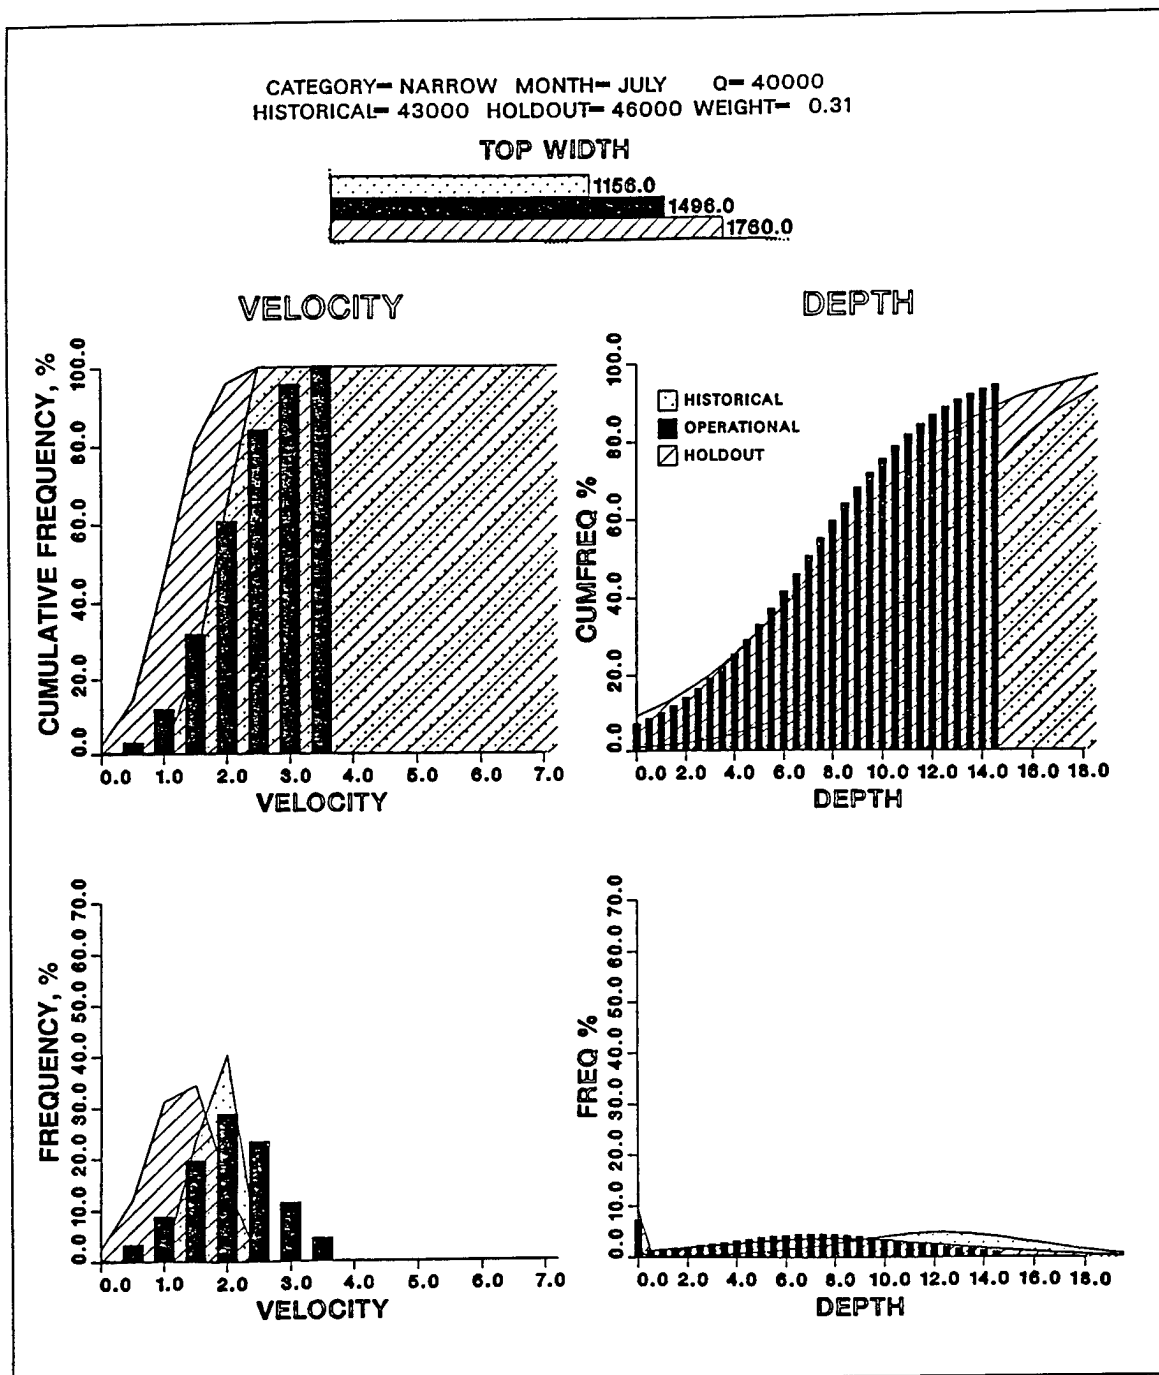 CATEGORY= NARROW MONTH= JULY Q= 40000
HISTORICAL= 43000 HOLDOUT= 46000 WEIGHT= 0.31
TOP WIDTH
1156.0
1496.0
1760.0
VELOCITY
CUMULATIVE FREQUENCY, %
100.0
80.0
60.0
40.0
20.0
0.0
0.0 1.0 2.0 3.0 4.0 5.0 6.0 7.0
VELOCITY
DEPTH
CUMFREQ %
100.0
80.0
60.0
40.0
20.0
0.0
HISTORICAL
OPERATIONAL
HOLDOUT
0.0 2.0 4.0 6.0 8.0 10.0 12.0 14.0 16.0 18.0
DEPTH
FREQUENCY, %
70.0
60.0
50.0
40.0
30.0
20.0
10.0
0.0
0.0 1.0 2.0 3.0 4.0 5.0 6.0 7.0
VELOCITY
FREQ %
70.0
60.0
50.0
40.0
30.0
20.0
10.0
0.0
0.0 2.0 4.0 6.0 8.0 10.0 12.0 14.0 16.0 18.0
DEPTH